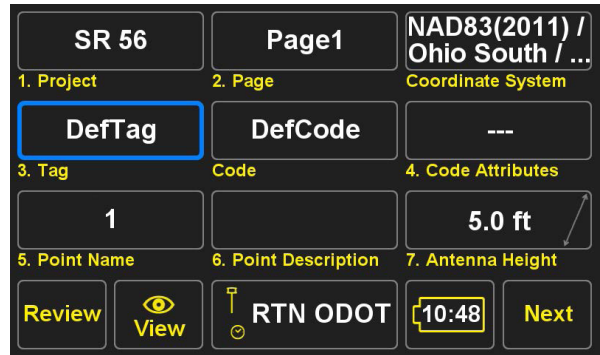 SR 56
Page1
NAD83(2011) /
Ohio South / ...
1. Project
2. Page
Coordinate System
DefTag
DefCode
---
3. Tag
Code
4. Code Attributes
1
5.0 ft
5. Point Name
6. Point Description
7. Antenna Height
Review
View
RTN ODOT
10:48
Next